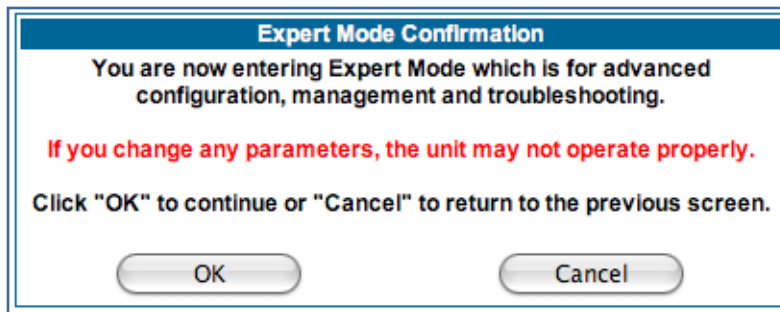 Expert Mode Confirmation
You are now entering Expert Mode which is for advanced
configuration, management and troubleshooting.
If you change any parameters, the unit may not operate properly.
Click "OK" to continue or "Cancel" to return to the previous screen.
OK
Cancel